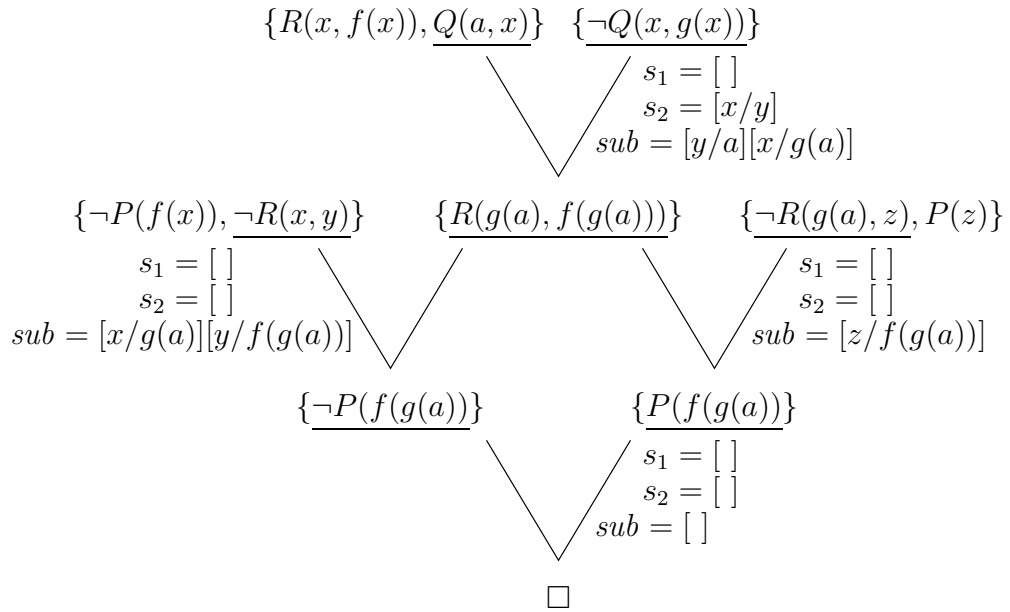 {R(x, f(x)), Q(a, x)} {¬Q(x, g(x))}
s₁ = [ ]
s₂ = [x/y]
sub = [y/a][x/g(a)]
{¬P(f(x)), ¬R(x, y)} {R(g(a), f(g(a)))} {¬R(g(a), z), P(z)}
s₁ = [ ] s₁ = [ ]
s₂ = [ ] s₂ = [ ]
sub = [x/g(a)][y/f(g(a))] sub = [z/f(g(a))]
{¬P(f(g(a))} {P(f(g(a))}
s₁ = [ ]
s₂ = [ ]
sub = [ ]
□